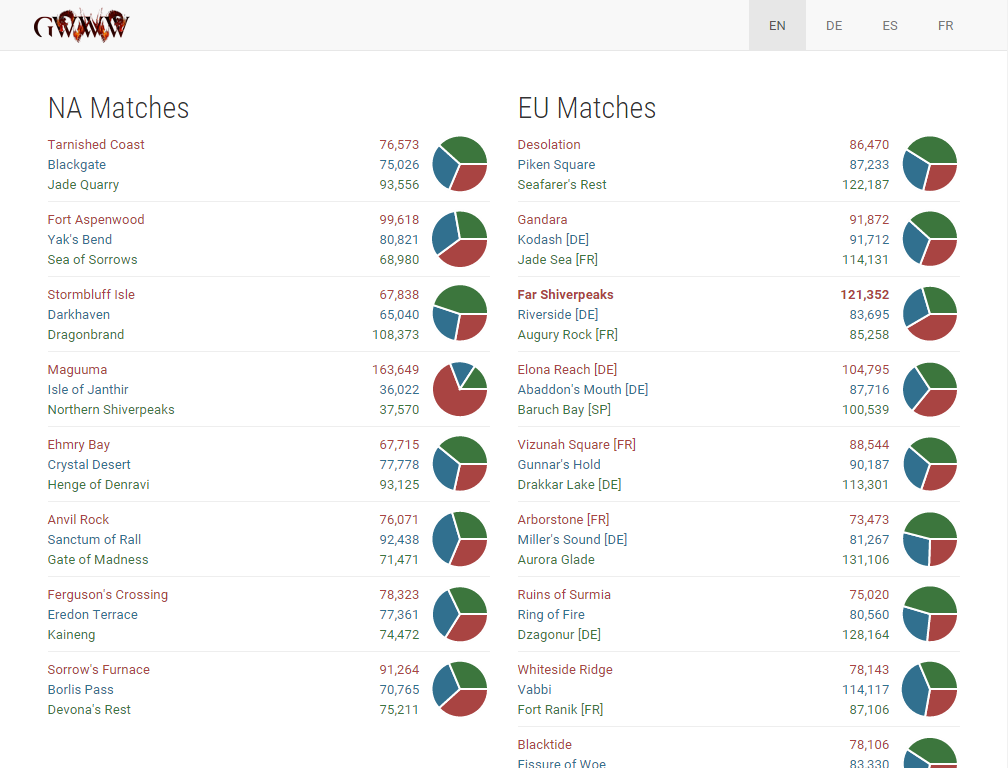 GWWW
EN DE ES FR
NA Matches
Tarnished Coast 76,573
Blackgate 75,026
Jade Quarry 93,556
Fort Aspenwood 99,618
Yak's Bend 80,821
Sea of Sorrows 68,980
Stormbluff Isle 67,838
Darkhaven 65,040
Dragonbrand 108,373
Maguuma 163,649
Isle of Janthir 36,022
Northern Shiverpeaks 37,570
Ehmry Bay 67,715
Crystal Desert 77,778
Henge of Denravi 93,125
Anvil Rock 76,071
Sanctum of Rall 92,438
Gate of Madness 71,471
Ferguson's Crossing 78,323
Eredon Terrace 77,361
Kaineng 74,472
Sorrow's Furnace 91,264
Borlis Pass 70,765
Devona's Rest 75,211
EU Matches
Desolation 86,470
Piken Square 87,233
Seafarer's Rest 122,187
Gandara 91,872
Kodash [DE] 91,712
Jade Sea [FR] 114,131
Far Shiverpeaks 121,352
Riverside [DE] 83,695
Augury Rock [FR] 85,258
Elona Reach [DE] 104,795
Abaddon's Mouth [DE] 87,716
Baruch Bay [SP] 100,539
Vizunah Square [FR] 88,544
Gunnar's Hold 90,187
Drakkar Lake [DE] 113,301
Arborstone [FR] 73,473
Miller's Sound [DE] 81,267
Aurora Glade 131,106
Ruins of Surmia 75,020
Ring of Fire 80,560
Dzagonur [DE] 128,164
Whiteside Ridge 78,143
Vabbi 114,117
Fort Ranik [FR] 87,106
Blacktide 78,106
Fissure of Woe 83,330